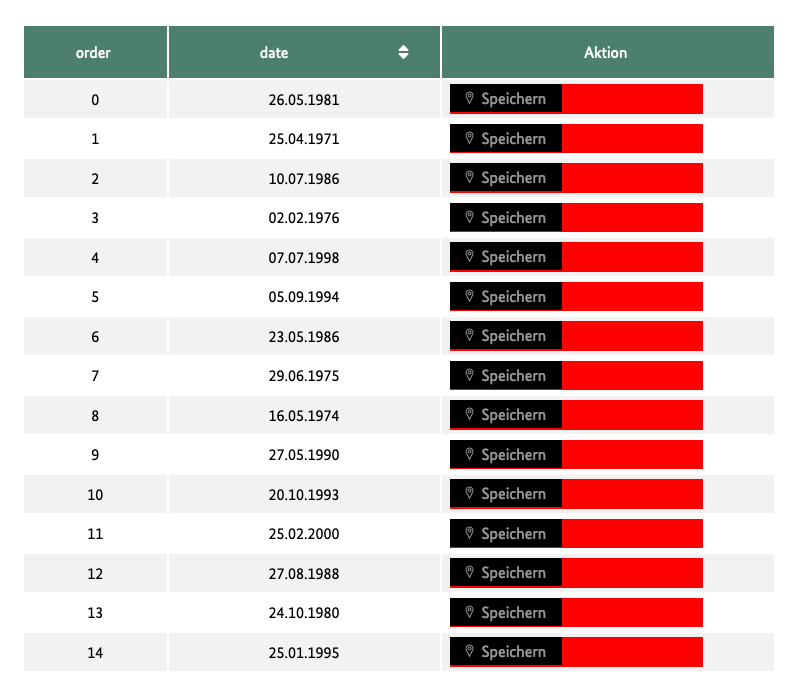 order date Aktion
0 26.05.1981 Speichern
1 25.04.1971 Speichern
2 10.07.1986 Speichern
3 02.02.1976 Speichern
4 07.07.1998 Speichern
5 05.09.1994 Speichern
6 23.05.1986 Speichern
7 29.06.1975 Speichern
8 16.05.1974 Speichern
9 27.05.1990 Speichern
10 20.10.1993 Speichern
11 25.02.2000 Speichern
12 27.08.1988 Speichern
13 24.10.1980 Speichern
14 25.01.1995 Speichern